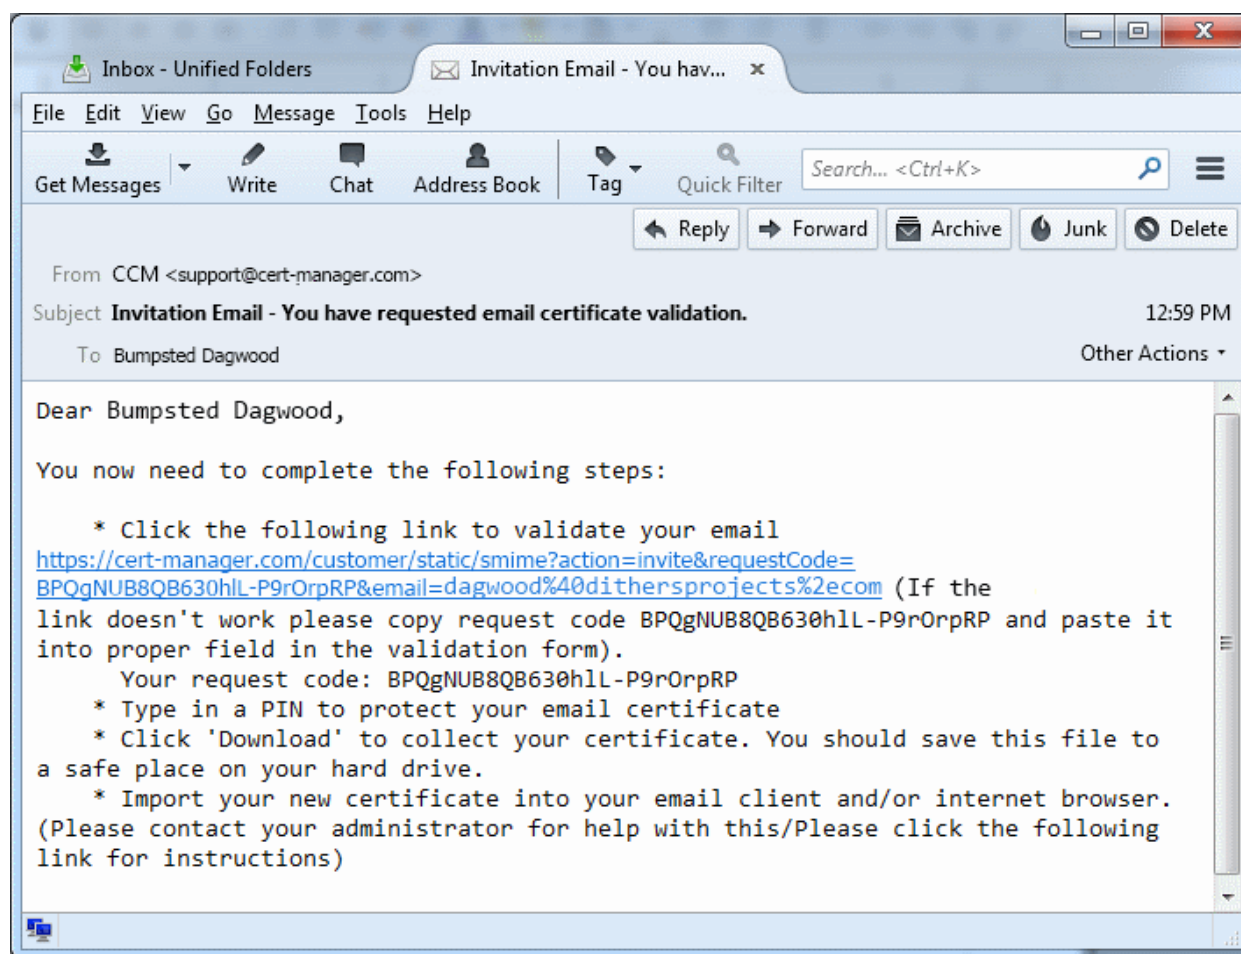 Inbox - Unified Folders
Invitation Email - You hav...
File Edit View Go Message Tools Help
Get Messages Write Chat Address Book Tag Quick Filter Search... <Ctrl+K>
Reply Forward Archive Junk Delete
From CCM <support@cert-manager.com>
Subject Invitation Email - You have requested email certificate validation. 12:59 PM
To Bumpsted Dagwood Other Actions
Dear Bumpsted Dagwood,
You now need to complete the following steps:
* Click the following link to validate your email
https://cert-manager.com/customer/static/smime?action=invite&requestCode=
BPQgNUB8QB630hlL-P9rOrpRP&email=dagwood%40dithersprojects%2ecom (If the
link doesn't work please copy request code BPQgNUB8QB630hlL-P9rOrpRP and paste it
into proper field in the validation form).
Your request code: BPQgNUB8QB630hlL-P9rOrpRP
* Type in a PIN to protect your email certificate
* Click 'Download' to collect your certificate. You should save this file to
a safe place on your hard drive.
* Import your new certificate into your email client and/or internet browser.
(Please contact your administrator for help with this/Please click the following
link for instructions)